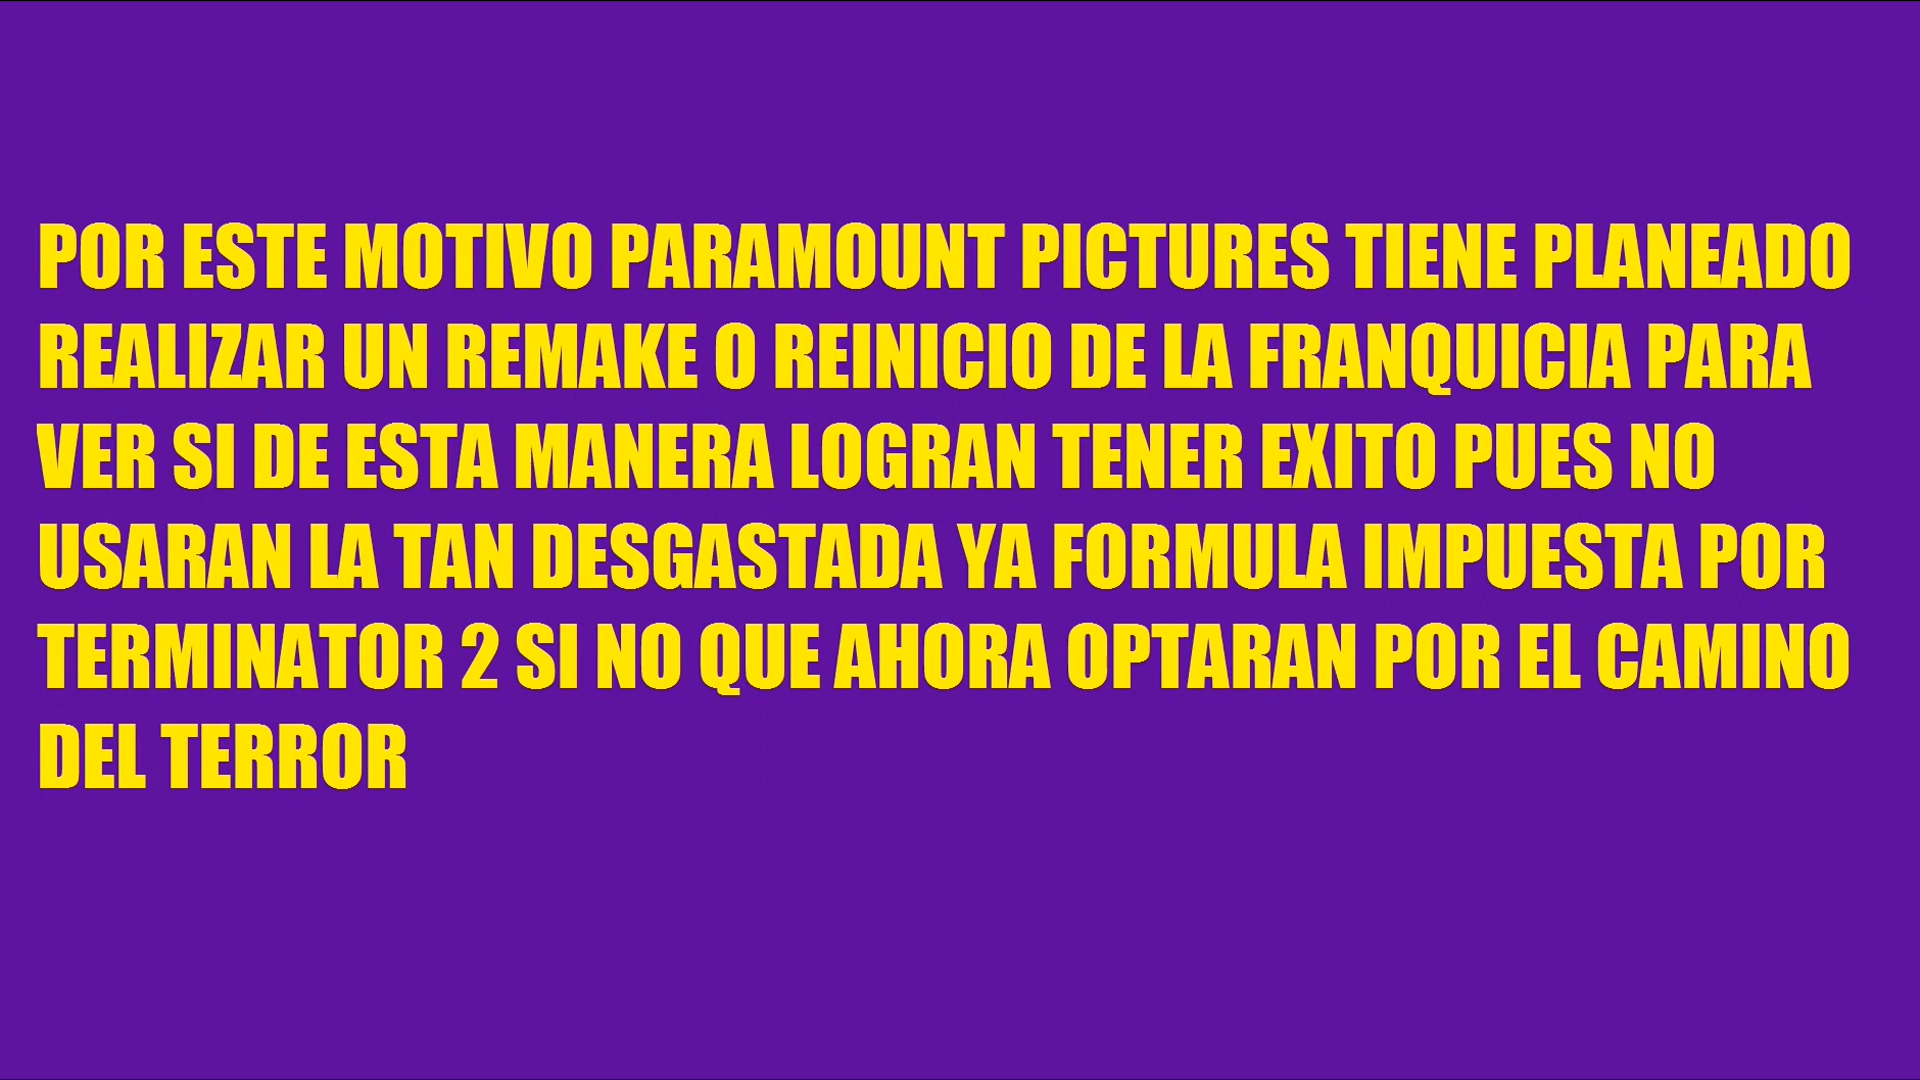 POR ESTE MOTIVO PARAMOUNT PICTURES TIENE PLANEADO
REALIZAR UN REMAKE O REINICIO DE LA FRANQUICIA PARA
VER SI DE ESTA MANERA LOGRAN TENER EXITO PUES NO
USARAN LA TAN DESGASTADA YA FORMULA IMPUESTA POR
TERMINATOR 2 SI NO QUE AHORA OPTARAN POR EL CAMINO
DEL TERROR